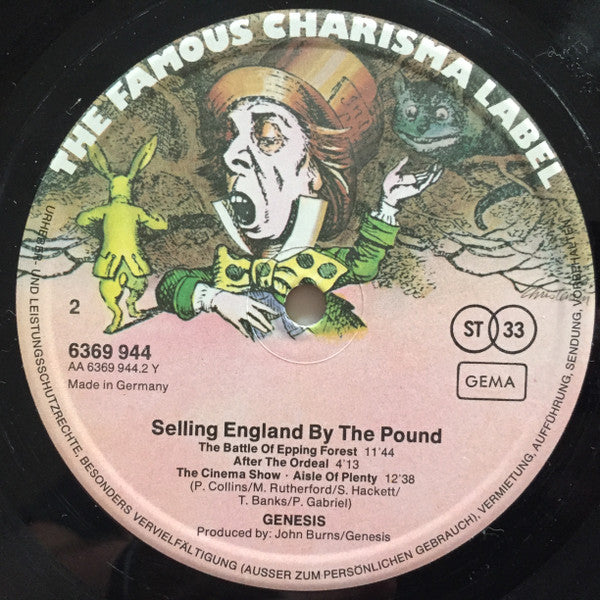 THE FAMOUS CHARISMA LABEL
2
6369 944
AA 6369 944.2 Y
Made in Germany
ST 33
GEMA
Selling England By The Pound
The Battle Of Epping Forest 11'44
After The Ordeal 4'13
The Cinema Show · Aisle Of Plenty 12'38
(P. Collins/M. Rutherford/S. Hackett/
T. Banks/P. Gabriel)
GENESIS
Produced by: John Burns/Genesis
URHEBER- UND LEISTUNGSSCHUTZRECHTE, BESONDERS VERVIELFÄLTIGUNG (AUSSER ZUM PERSÖNLICHEN GEBRAUCH), VERMIETUNG, AUFFÜHRUNG, SENDUNG, VORBEHALTEN